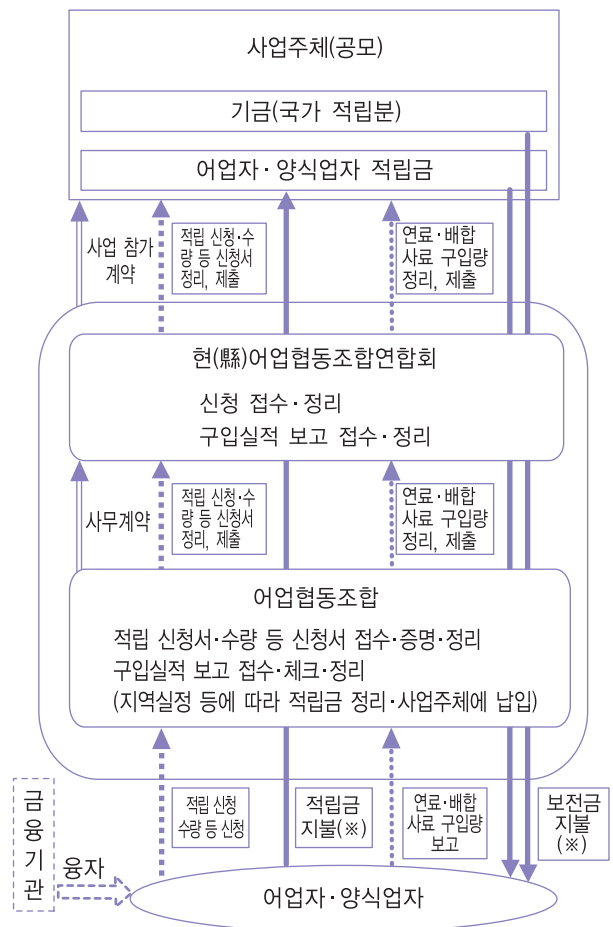 사업주체(공모)
기금(국가 적립분)
어업자·양식업자 적립금
사업 참가
계약
적립 신청·수
량 등 신청서
정리, 제출
연료·배합
사료 구입량
정리, 제출
현(縣)어업협동조합연합회
신청 접수·정리
구입실적 보고 접수·정리
사무계약
적립 신청·수
량 등 신청서
정리, 제출
연료·배합
사료 구입량
정리, 제출
어업협동조합
적립 신청서·수량 등 신청서 접수·증명·정리
구입실적 보고 접수·체크·정리
(지역실정 등에 따라 적립금 정리·사업주체에 납입)
금
융
기
관
융자
적립 신청
수량 등 신청
적립금
지불(※)
연료·배합
사료 구입량
보고
보전금
지불
(※)
어업자·양식업자